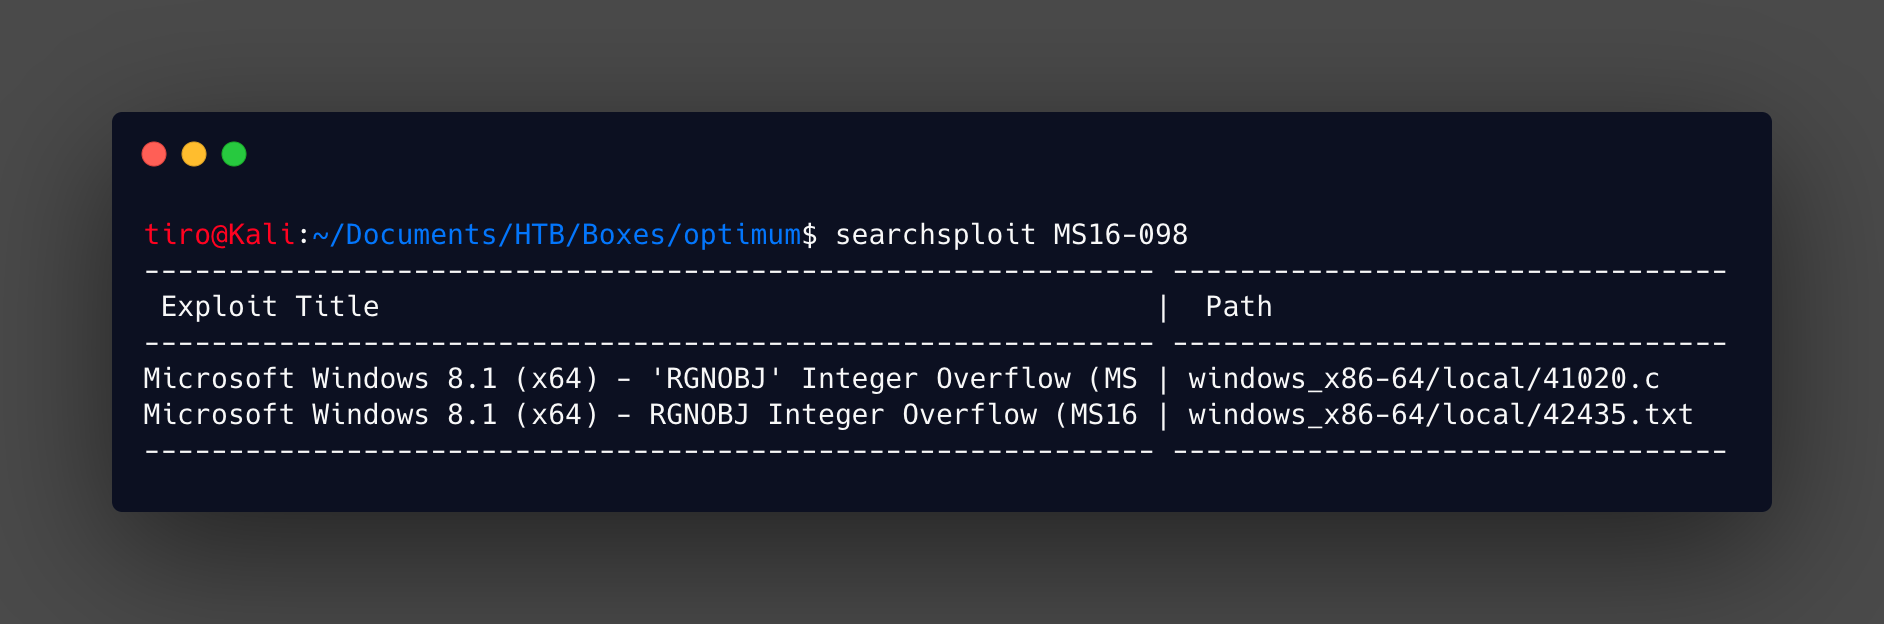 tiro@Kali:~/Documents/HTB/Boxes/optimum$ searchsploit MS16-098
------------------------------------------------------------ ---------------------------------
 Exploit Title                                              |  Path
------------------------------------------------------------ ---------------------------------
Microsoft Windows 8.1 (x64) - 'RGNOBJ' Integer Overflow (MS | windows_x86-64/local/41020.c
Microsoft Windows 8.1 (x64) - RGNOBJ Integer Overflow (MS16 | windows_x86-64/local/42435.txt
------------------------------------------------------------ ---------------------------------